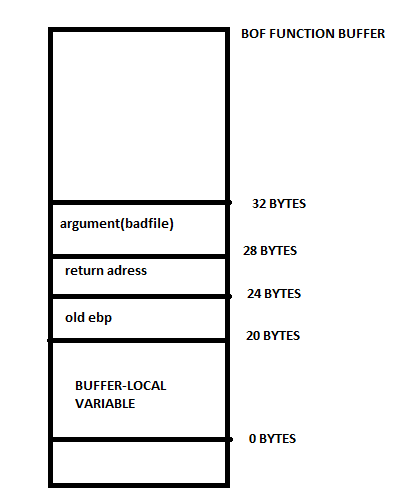 BOF FUNCTION BUFFER
32 BYTES
argument(badfile)
28 BYTES
return adress
24 BYTES
old ebp
20 BYTES
BUFFER-LOCAL
VARIABLE
0 BYTES